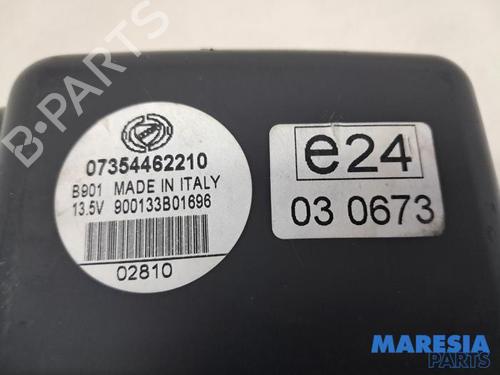 B-PARTS
07354462210
B901 MADE IN ITALY
13.5V 900133B01696
02810
e24
03 0673
MARESIA
PARTS